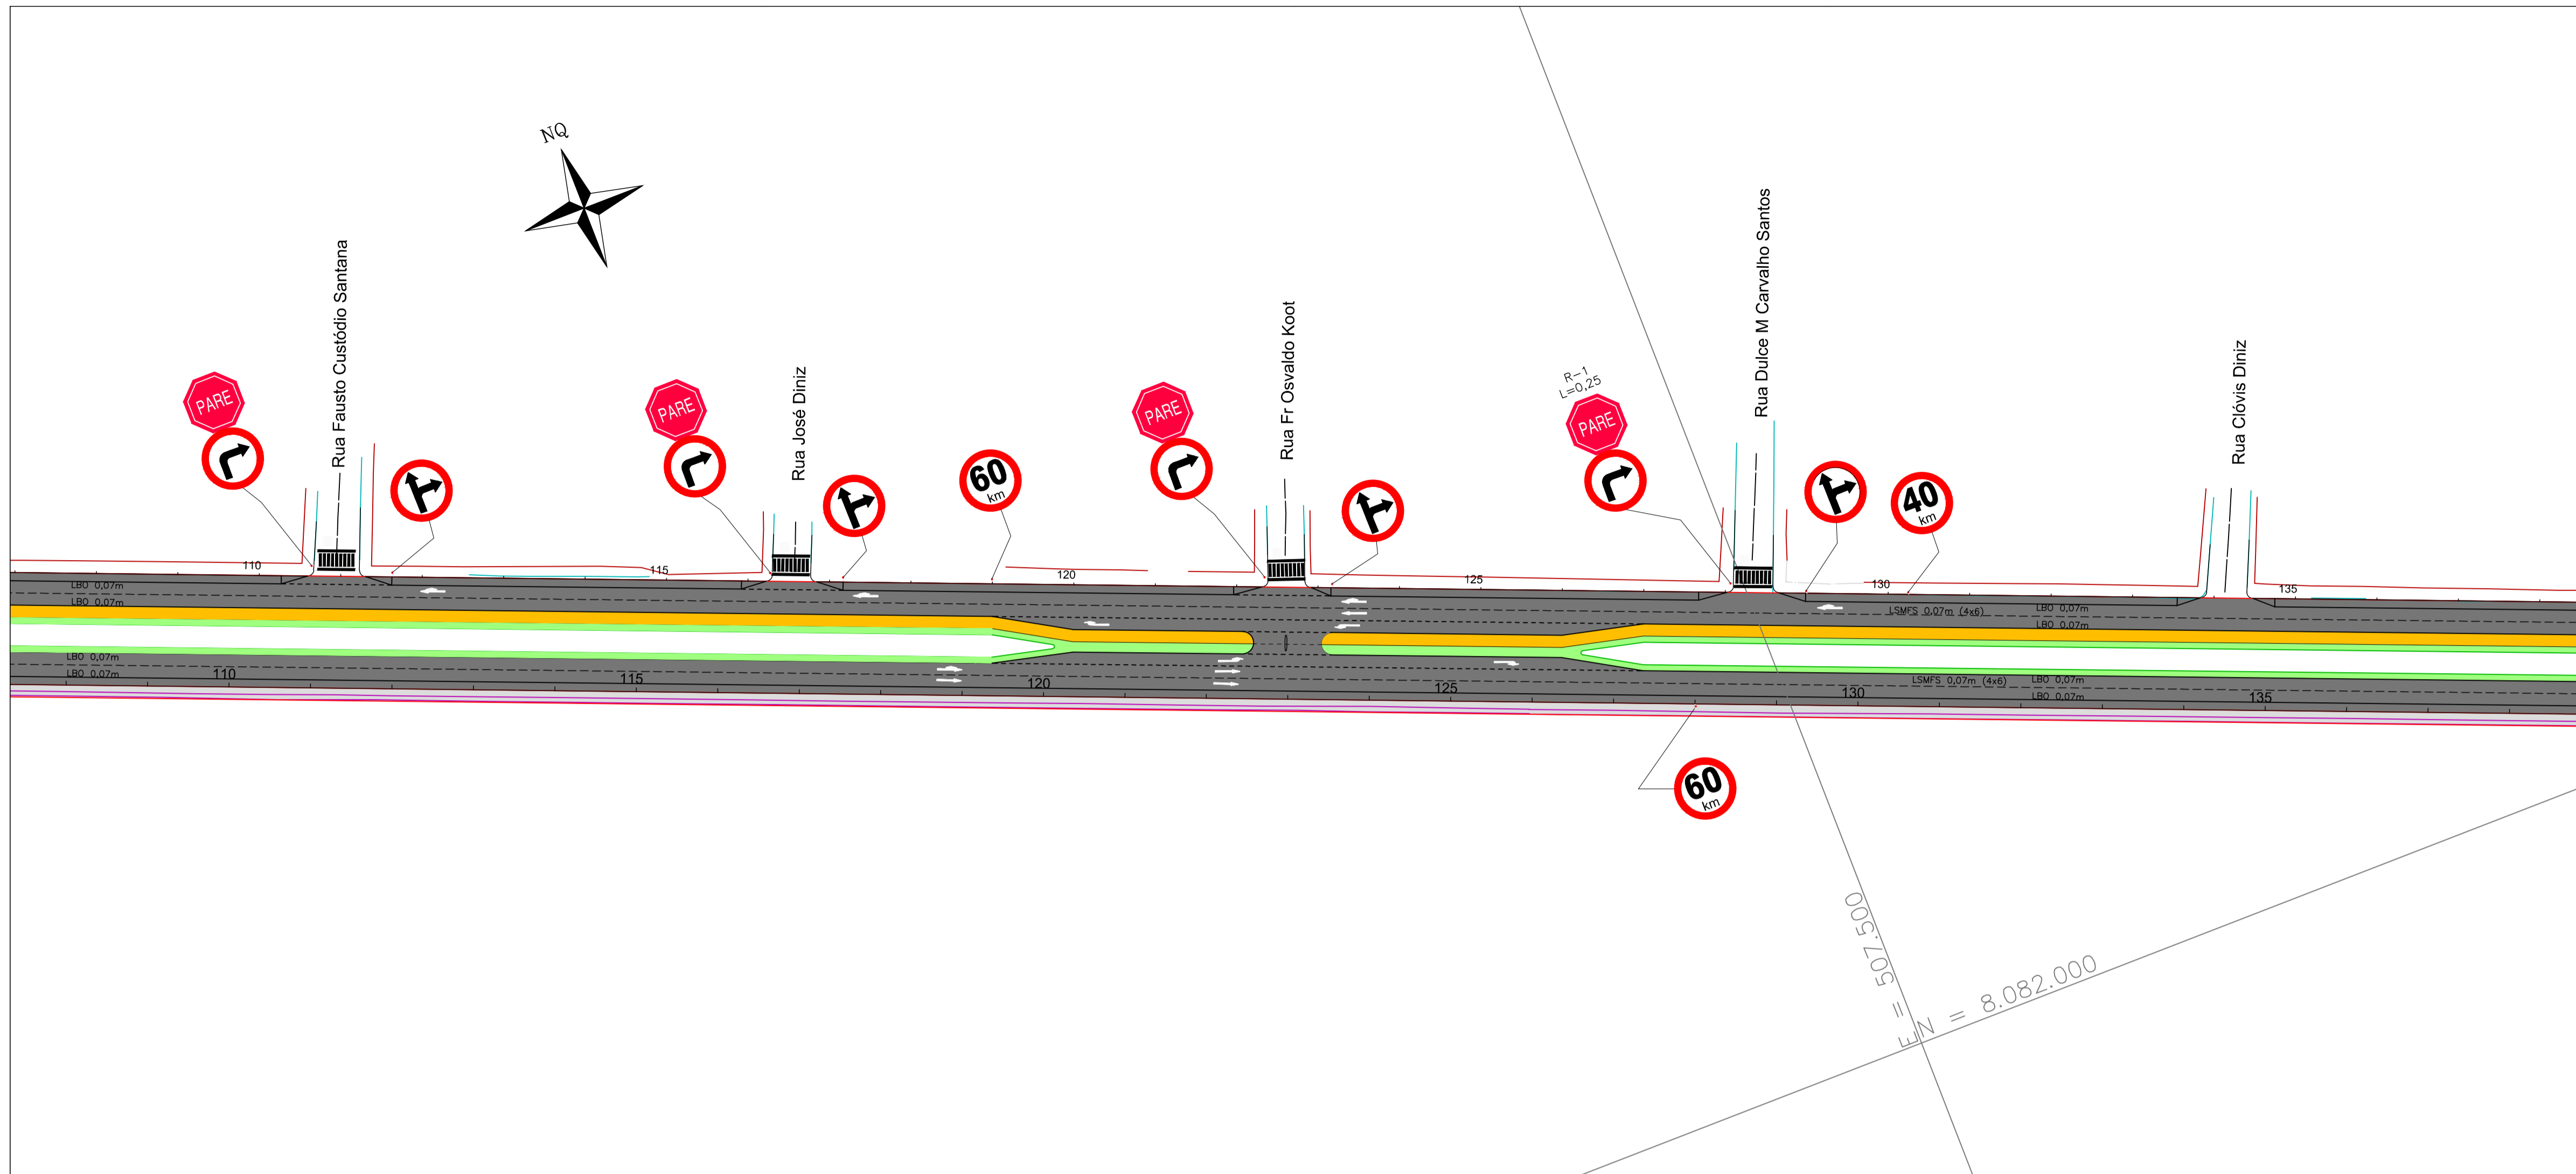 NQ
Rua Fausto Custódio Santana
Rua José Diniz
Rua Fr Osvaldo Koot
Rua Dulce M Carvalho Santos
Rua Clóvis Diniz
R-1
L=0,25
PARE
PARE
PARE
PARE
60
km
40
km
110
115
120
125
130
135
LBO 0,07m
LBO 0,07m
LSMFS 0,07m (4x6)
LBO 0,07m
LBO 0,07m
LBO 0,07m
LBO 0,07m
LSMFS 0,07m (4x6)
LBO 0,07m
LBO 0,07m
110
115
120
125
130
135
60
km
E = 507.500
N = 8.082.000